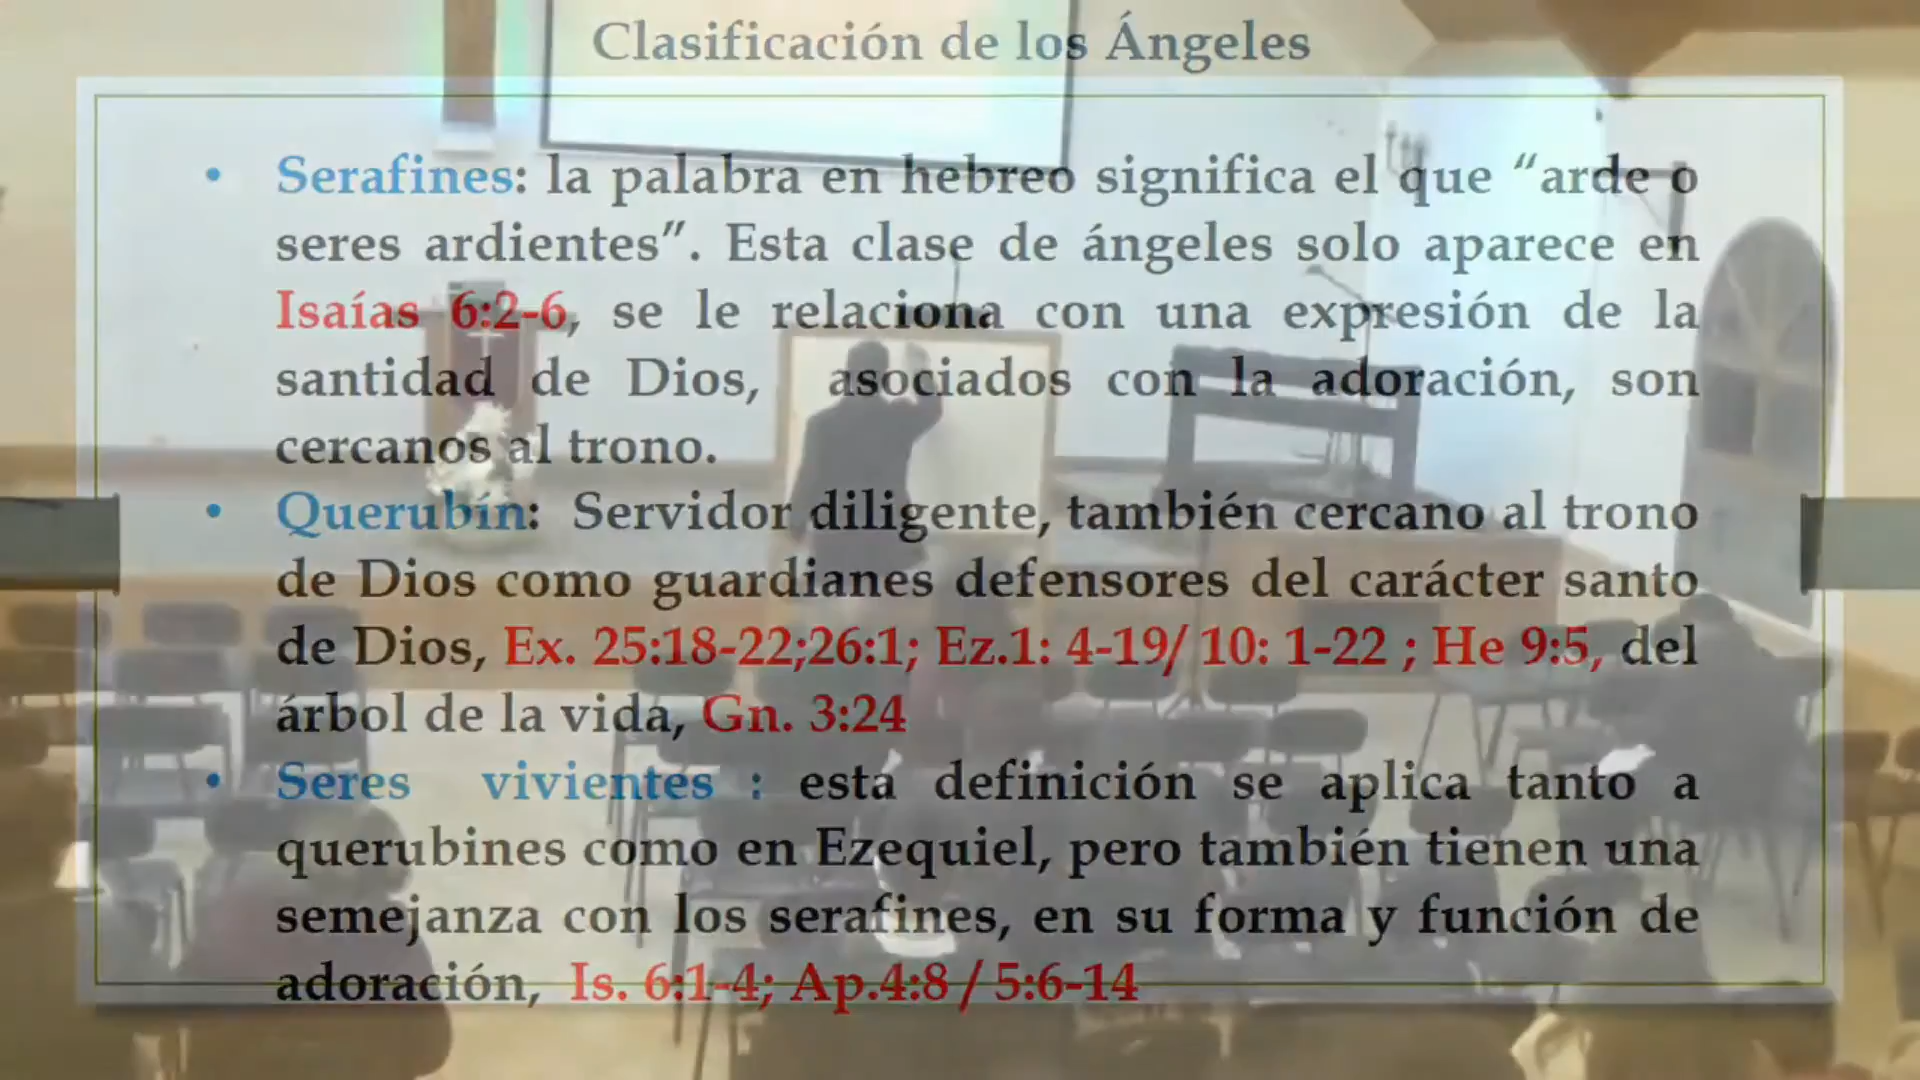 Clasificación de los Ángeles
• Serafines: la palabra en hebreo significa el que “arde o
seres ardientes”. Esta clase de ángeles solo aparece en
Isaías 6:2-6, se le relaciona con una expresión de la
santidad de Dios, asociados con la adoración, son
cercanos al trono.
• Querubín: Servidor diligente, también cercano al trono
de Dios como guardianes defensores del carácter santo
de Dios, Ex. 25:18-22;26:1; Ez.1: 4-19/ 10: 1-22 ; He 9:5, del
árbol de la vida, Gn. 3:24
• Seres vivientes : esta definición se aplica tanto a
querubines como en Ezequiel, pero también tienen una
semejanza con los serafines, en su forma y función de
adoración, Is. 6:1-4; Ap.4:8 / 5:6-14